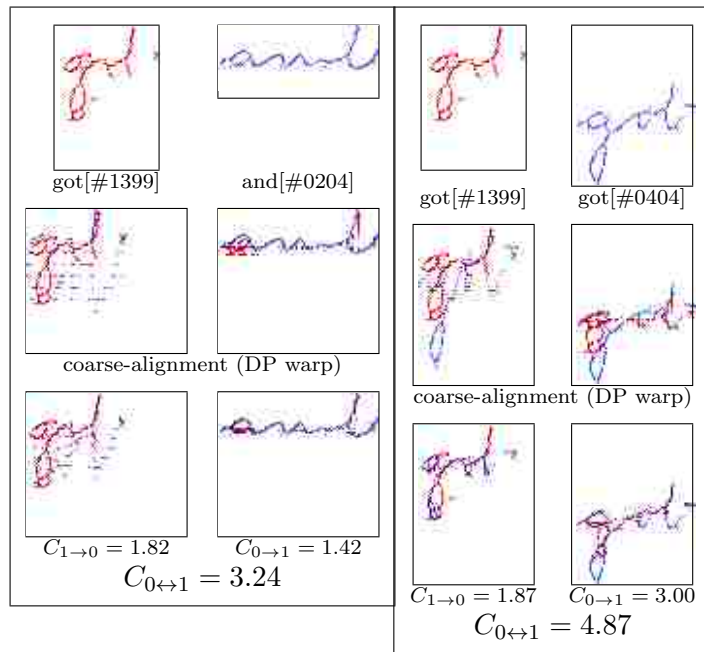 got[#1399] and[#0204]
coarse-alignment (DP warp)
C1→0 = 1.82 C0→1 = 1.42
C0↔1 = 3.24
got[#1399] got[#0404]
coarse-alignment (DP warp)
C1→0 = 1.87 C0→1 = 3.00
C0↔1 = 4.87